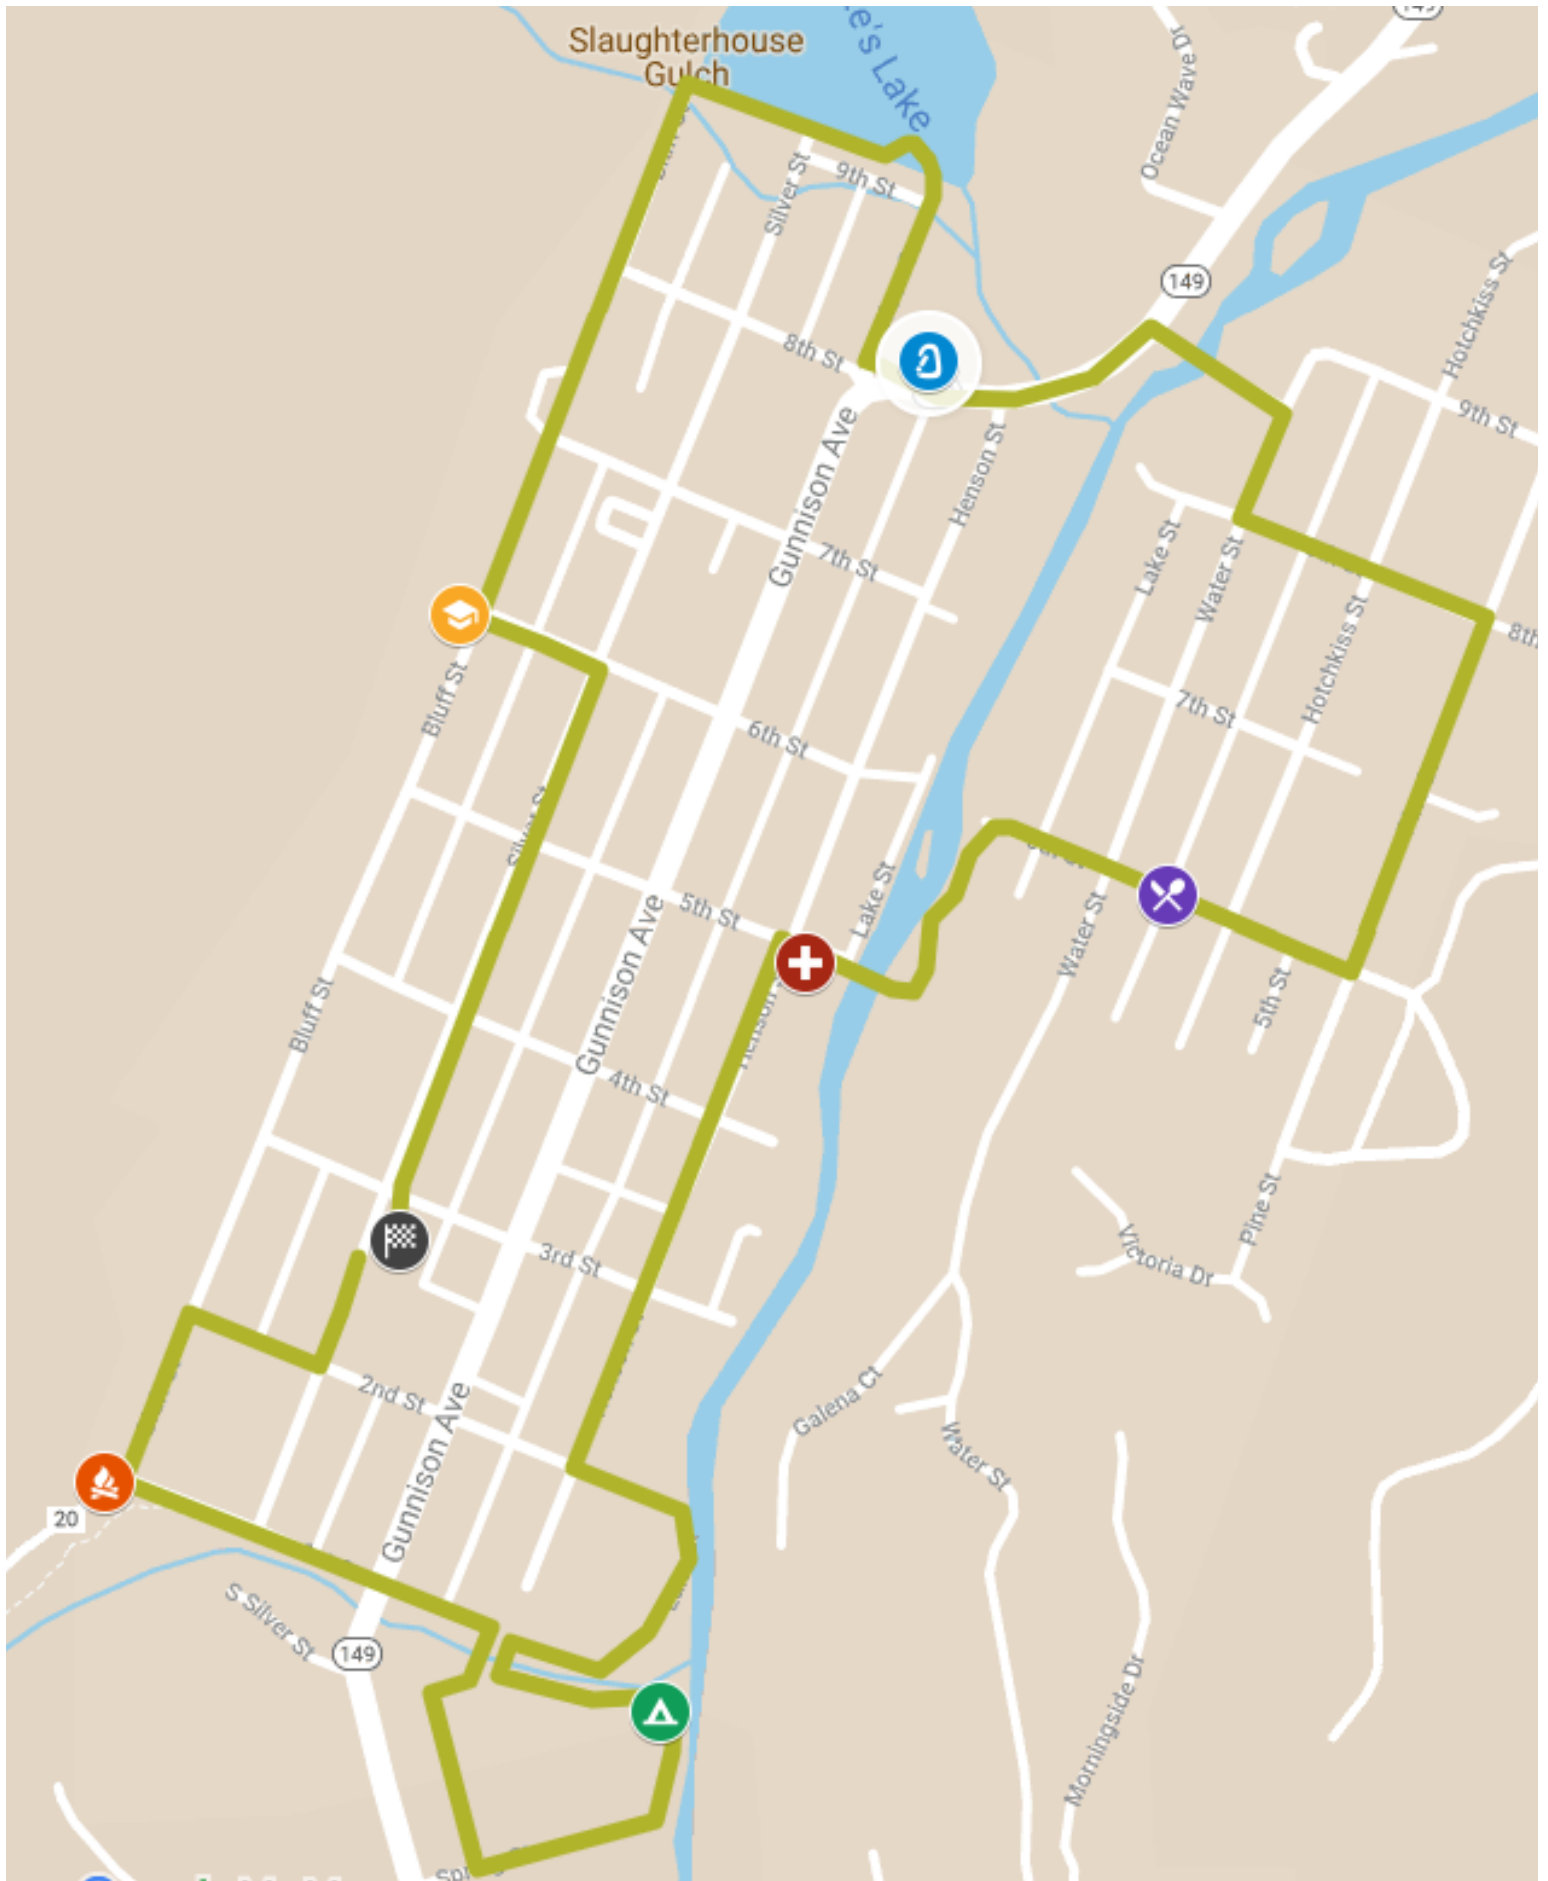 149
Slaughterhouse
Gulch
e's Lake
Ocean Wave Dr
9th St
Silver St
149
Hotchkiss St
8th St
9th St
Gunnison Ave
Henson St
7th St
Lake St
Water St
8th
Hotchkiss St
Bluff St
6th St
7th St
5th St
Lake St
Water St
Gunnison Ave
5th St
Bluff St
4th St
Pine St
3rd St
Victoria Dr
Galena Ct
2nd St
Gunnison Ave
Water St
20
S Silver St
149
Morningside Dr